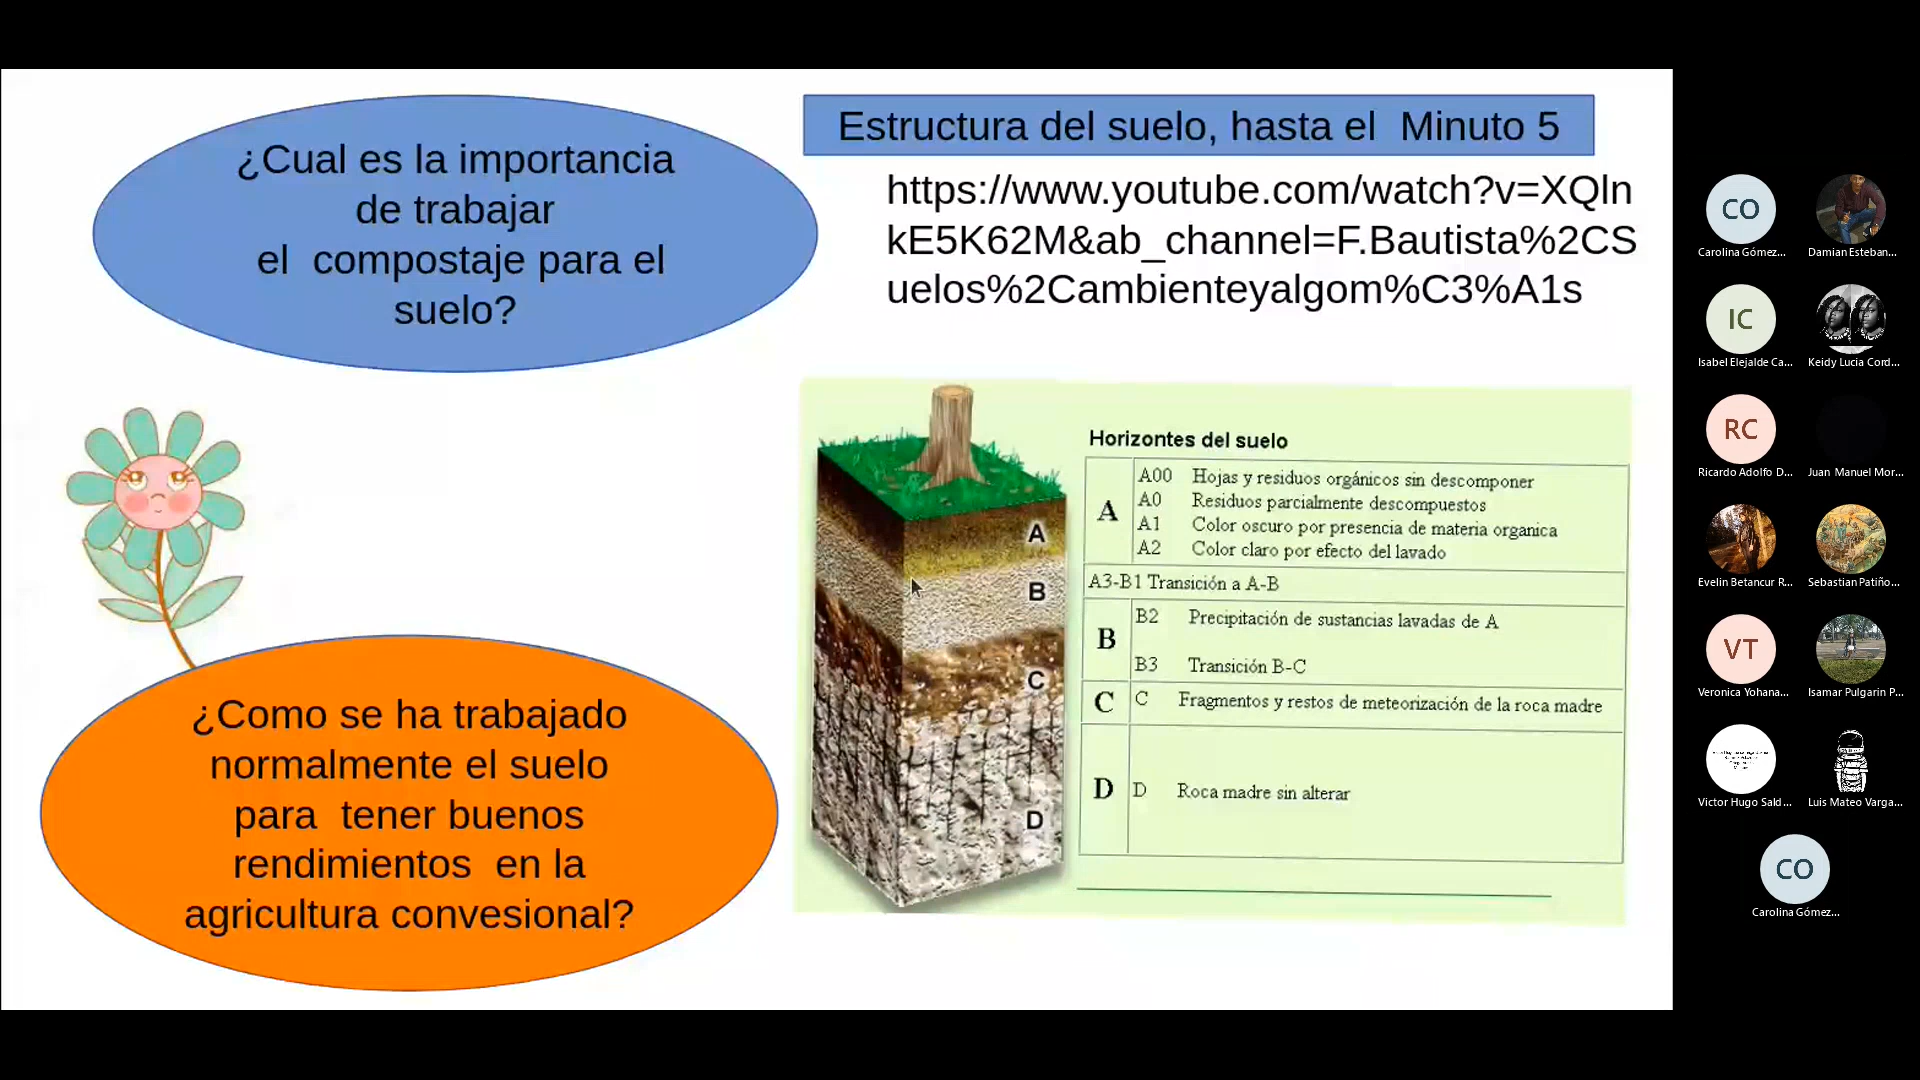 ¿Cual es la importancia
de trabajar
el  compostaje para el
suelo?
Estructura del suelo, hasta el  Minuto 5
https://www.youtube.com/watch?v=XQln
kE5K62M&ab_channel=F.Bautista%2CS
uelos%2Cambienteyalgom%C3%A1s
¿Como se ha trabajado
normalmente el suelo
para  tener buenos
rendimientos  en la
agricultura convesional?
A
B
C
D
Horizontes del suelo
A
A00 Hojas y residuos orgánicos sin descomponer
A0 Residuos parcialmente descompuestos
A1 Color oscuro por presencia de materia organica
A2 Color claro por efecto del lavado
A3-B1 Transición a A-B
B
B2 Precipitación de sustancias lavadas de A
B3 Transición B-C
C C Fragmentos y restos de meteorización de la roca madre
D D Roca madre sin alterar
CO
Carolina Gómez...
Damian Esteban...
IC
Isabel Elejalde Ca...
Keidy Lucia Cord...
RC
Ricardo Adolfo D...
Juan Manuel Mor...
Evelin Betancur R...
Sebastian Patiño...
VT
Veronica Yohana...
Isamar Pulgarin P...
Victor Hugo Sald...
Luis Mateo Varga...
CO
Carolina Gómez...